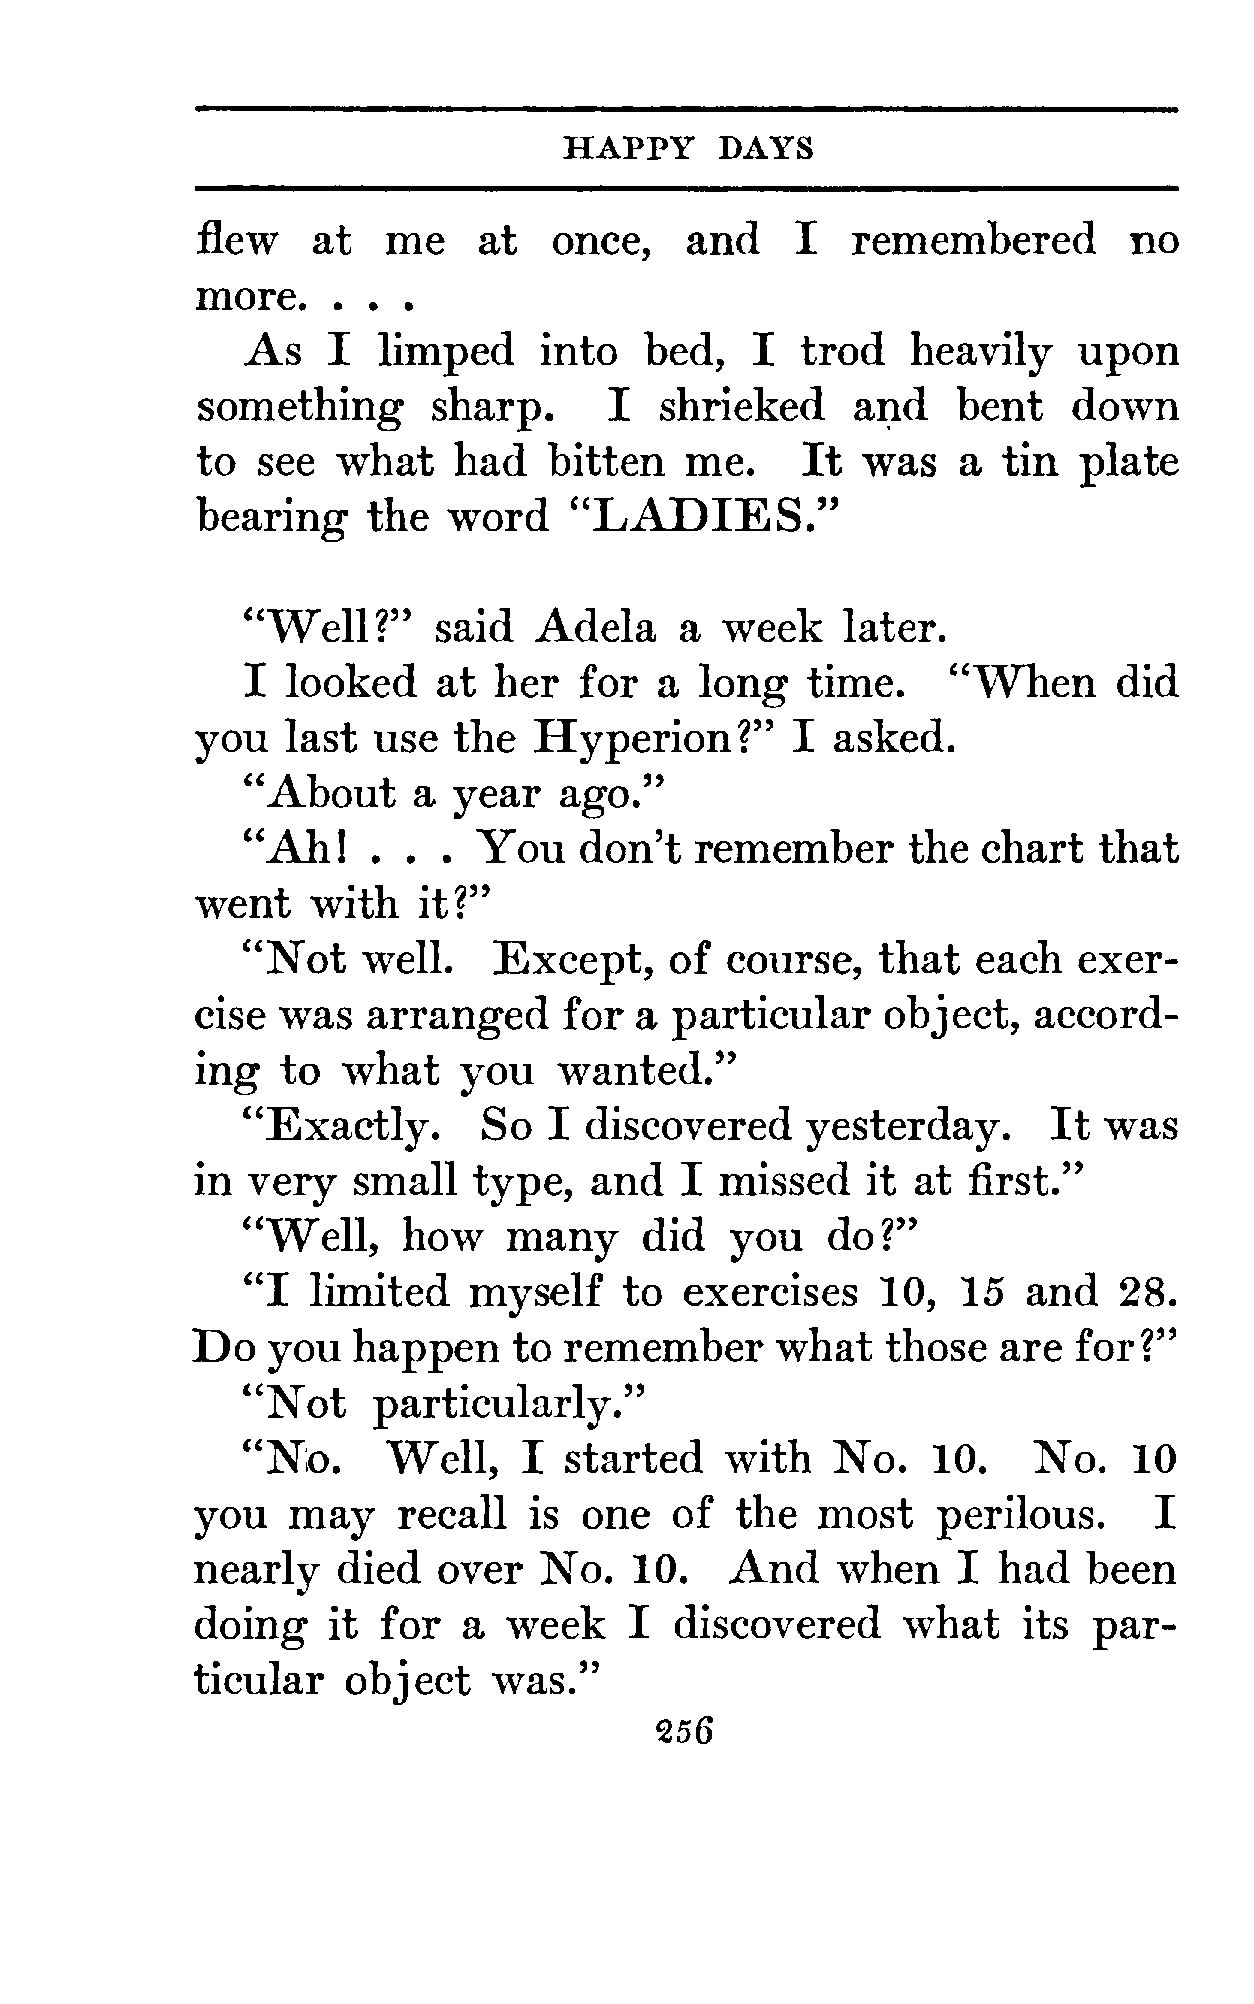 HAPPY DAYS
flew at me at once, and I remembered no
more. . . .
As I limped into bed, I trod heavily upon
something sharp. I shrieked and bent down
to see what had bitten me. It was a tin plate
bearing the word “LADIES.”
“Well?” said Adela a week later.
I looked at her for a long time. “When did
you last use the Hyperion?” I asked.
“About a year ago.”
“Ah! . . . You don’t remember the chart that
went with it?”
“Not well. Except, of course, that each exer-
cise was arranged for a particular object, accord-
ing to what you wanted.”
“Exactly. So I discovered yesterday. It was
in very small type, and I missed it at first.”
“Well, how many did you do?”
“I limited myself to exercises 10, 15 and 28.
Do you happen to remember what those are for?”
“Not particularly.”
“No. Well, I started with No. 10. No. 10
you may recall is one of the most perilous. I
nearly died over No. 10. And when I had been
doing it for a week I discovered what its par-
ticular object was.”
256